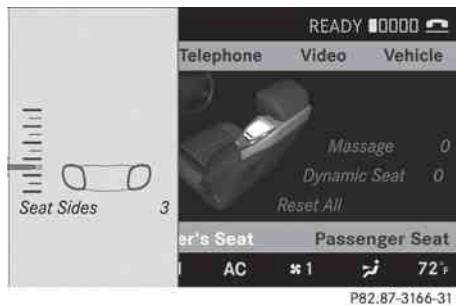 READY
Telephone Video Vehicle
Massage 0
Dynamic Seat 0
Seat Sides 3
Reset All
er's Seat Passenger Seat
AC 1 72°F
P82.87-3166-31